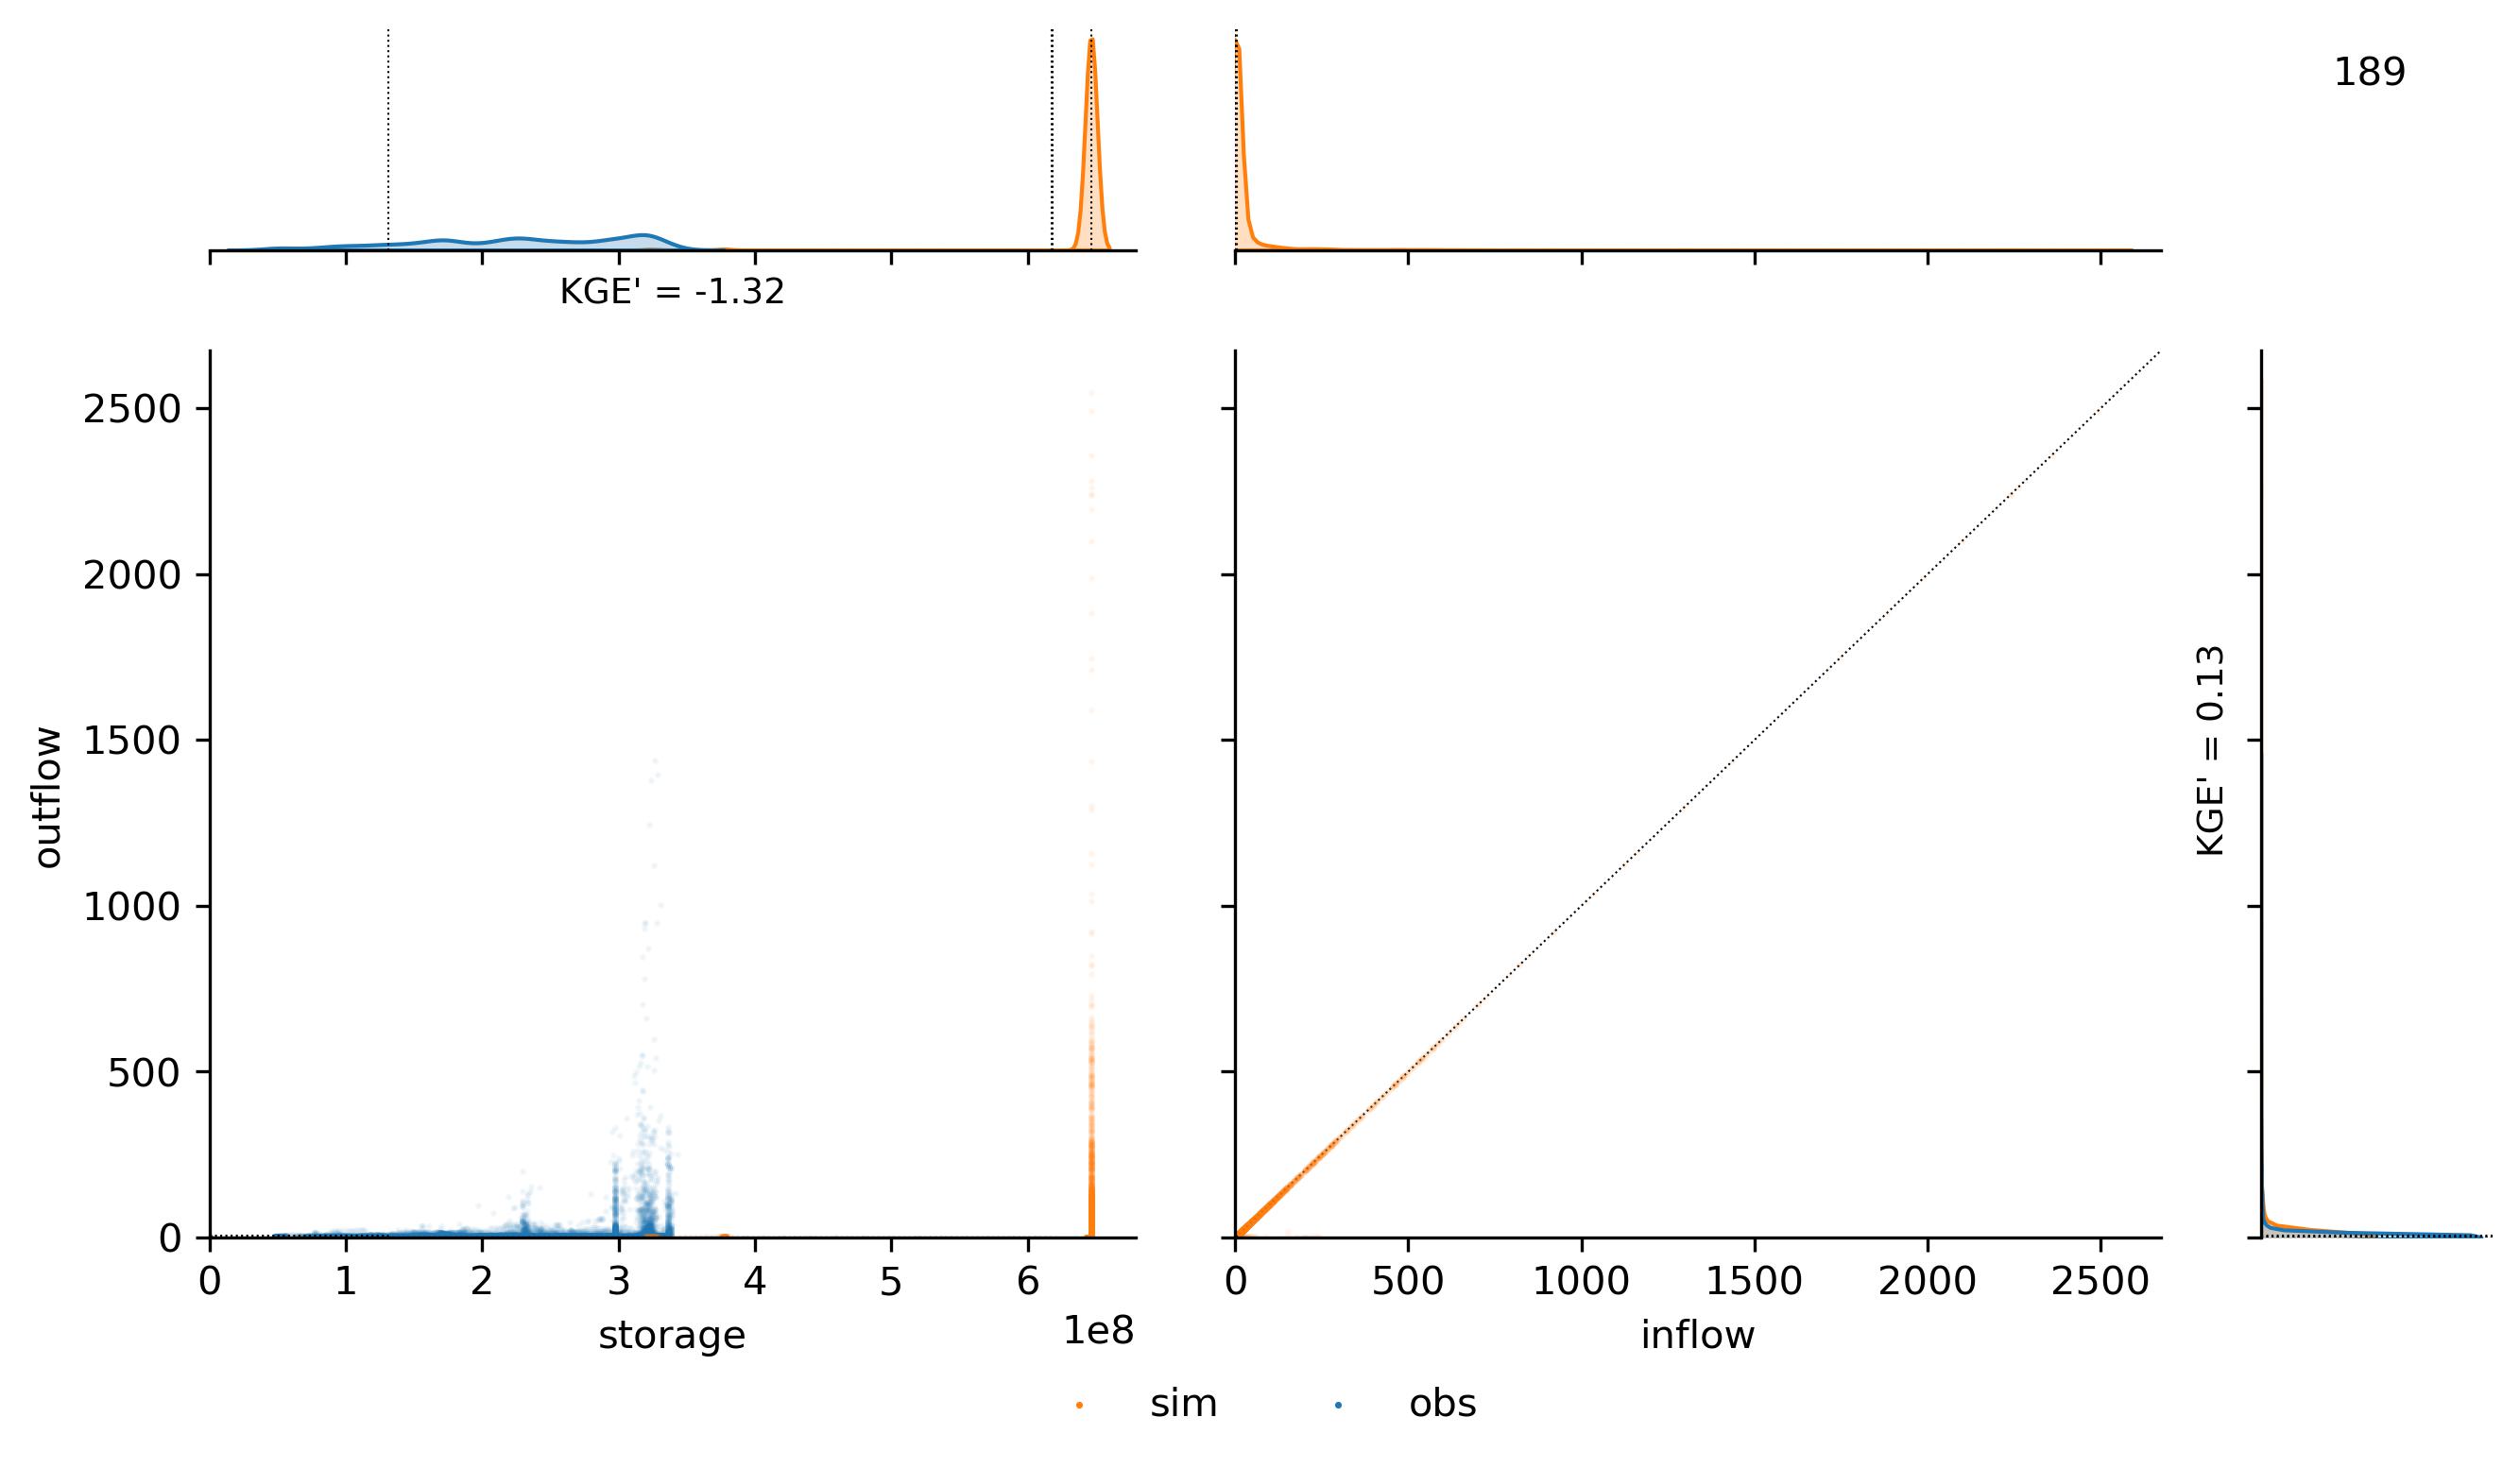 189
KGE' = -1.32
2500
2000
1500
1000
500
0
outflow
0 1 2 3 4 5 6
1e8
storage
KGE' = 0.13
0 500 1000 1500 2000 2500
inflow
sim obs